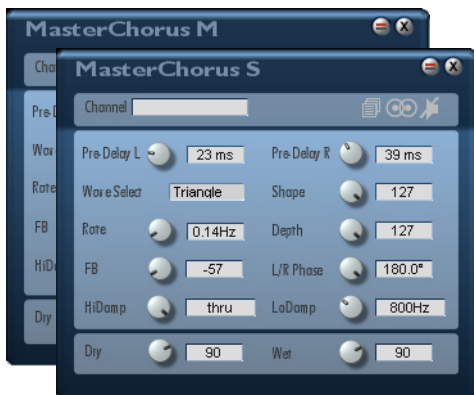 MasterChorus M
Cha
Pre-D
Wav
Rate
FB
HiD
Dry
MasterChorus S
Channel
Pre-Delay L 23 ms Pre-Delay R 39 ms
Wave Select Triangle Shape 127
Rate 0.14Hz Depth 127
FB -57 L/R Phase 180.0°
HiDamp thru LoDamp 800Hz
Dry 90 Wet 90